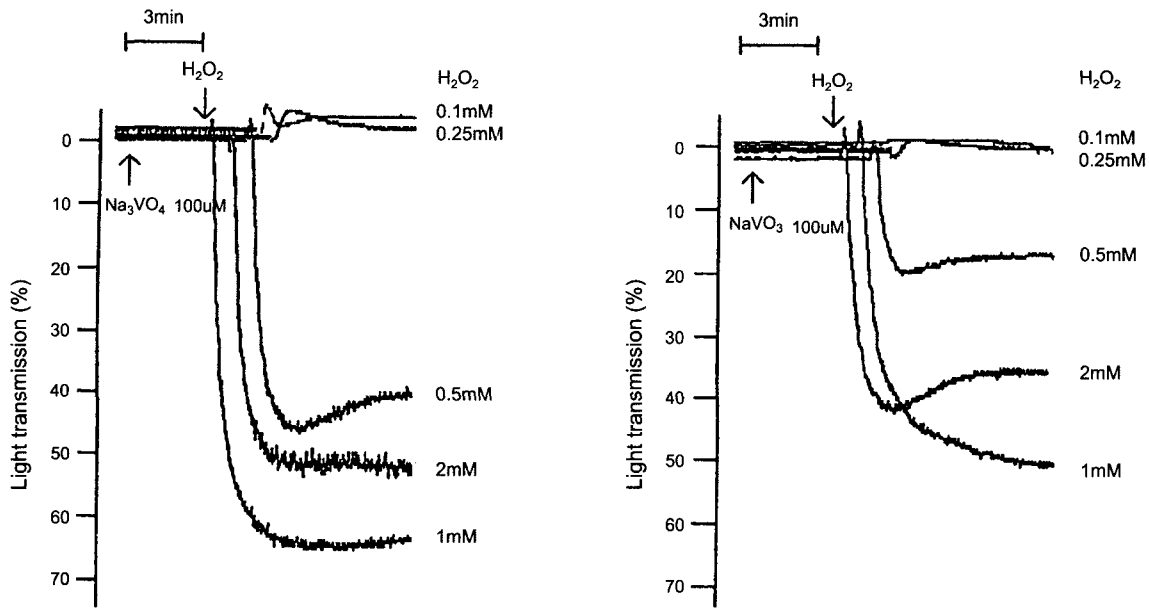 3min
H2O2
H2O2
0.1mM
0.25mM
0
Na3VO4 100uM
10
20
30
40
50
60
70
Light transmission (%)
0.5mM
2mM
1mM
3min
H2O2
H2O2
0.1mM
0.25mM
0
NaVO3 100uM
10
20
30
40
50
60
70
Light transmission (%)
0.5mM
2mM
1mM